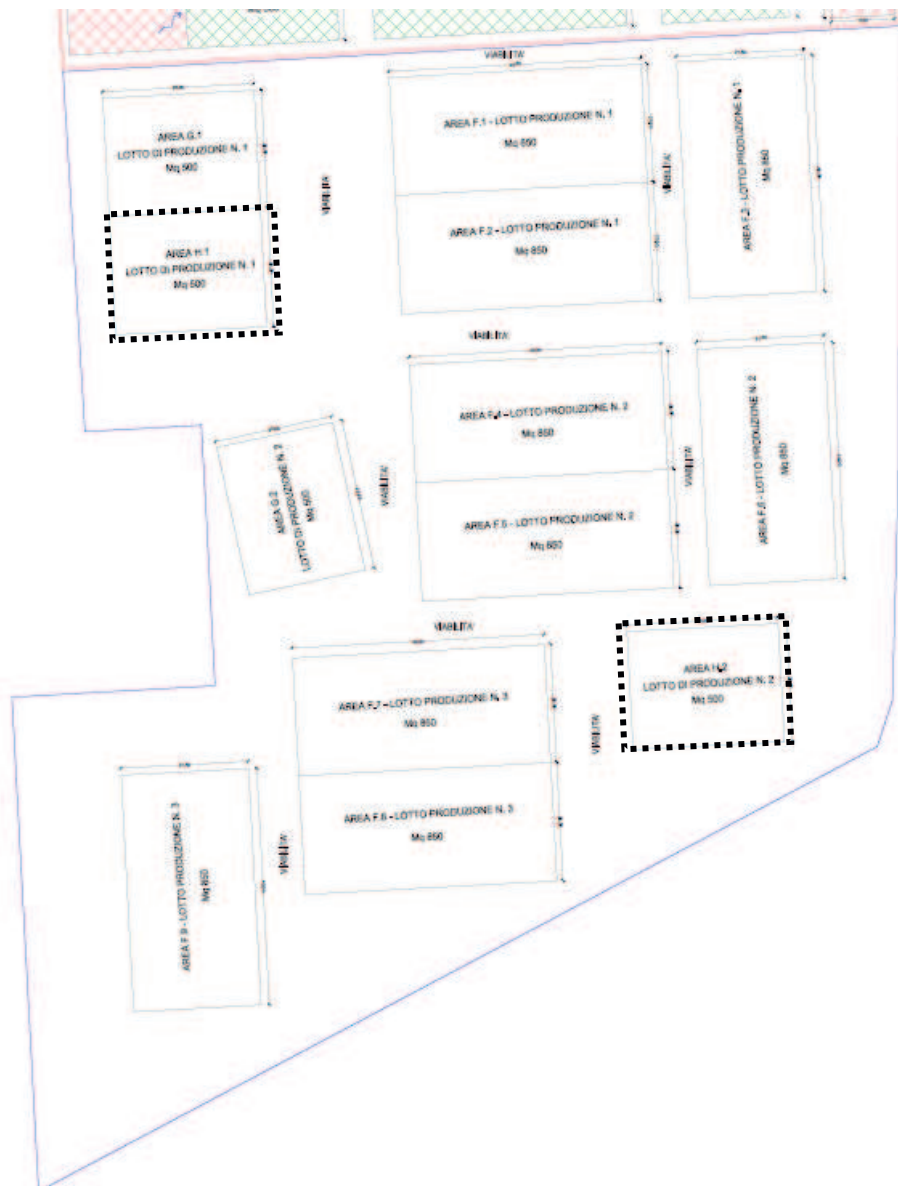 VIABILITA'
AREA G.1
LOTTO DI PRODUZIONE N. 1
Mq 500
VIABILITA'
AREA F.1 - LOTTO PRODUZIONE N. 1
Mq 850
VIABILITA'
AREA F.3 - LOTTO PRODUZIONE N. 1
Mq 850
AREA H.1
LOTTO DI PRODUZIONE N. 1
Mq 500
AREA F.2 - LOTTO PRODUZIONE N. 1
Mq 850
VIABILITA'
AREA F.4 - LOTTO PRODUZIONE N. 2
Mq 850
VIABILITA'
AREA F.6 - LOTTO PRODUZIONE N. 2
Mq 850
AREA G.2
LOTTO DI PRODUZIONE N. 2
Mq 500
VIABILITA'
AREA F.5 - LOTTO PRODUZIONE N. 2
Mq 850
VIABILITA'
AREA H.2
LOTTO DI PRODUZIONE N. 2
Mq 500
AREA F.7 - LOTTO PRODUZIONE N. 3
Mq 850
VIABILITA'
AREA F.8 - LOTTO PRODUZIONE N. 3
Mq 850
VIABILITA'
AREA F.9 - LOTTO PRODUZIONE N. 3
Mq 850